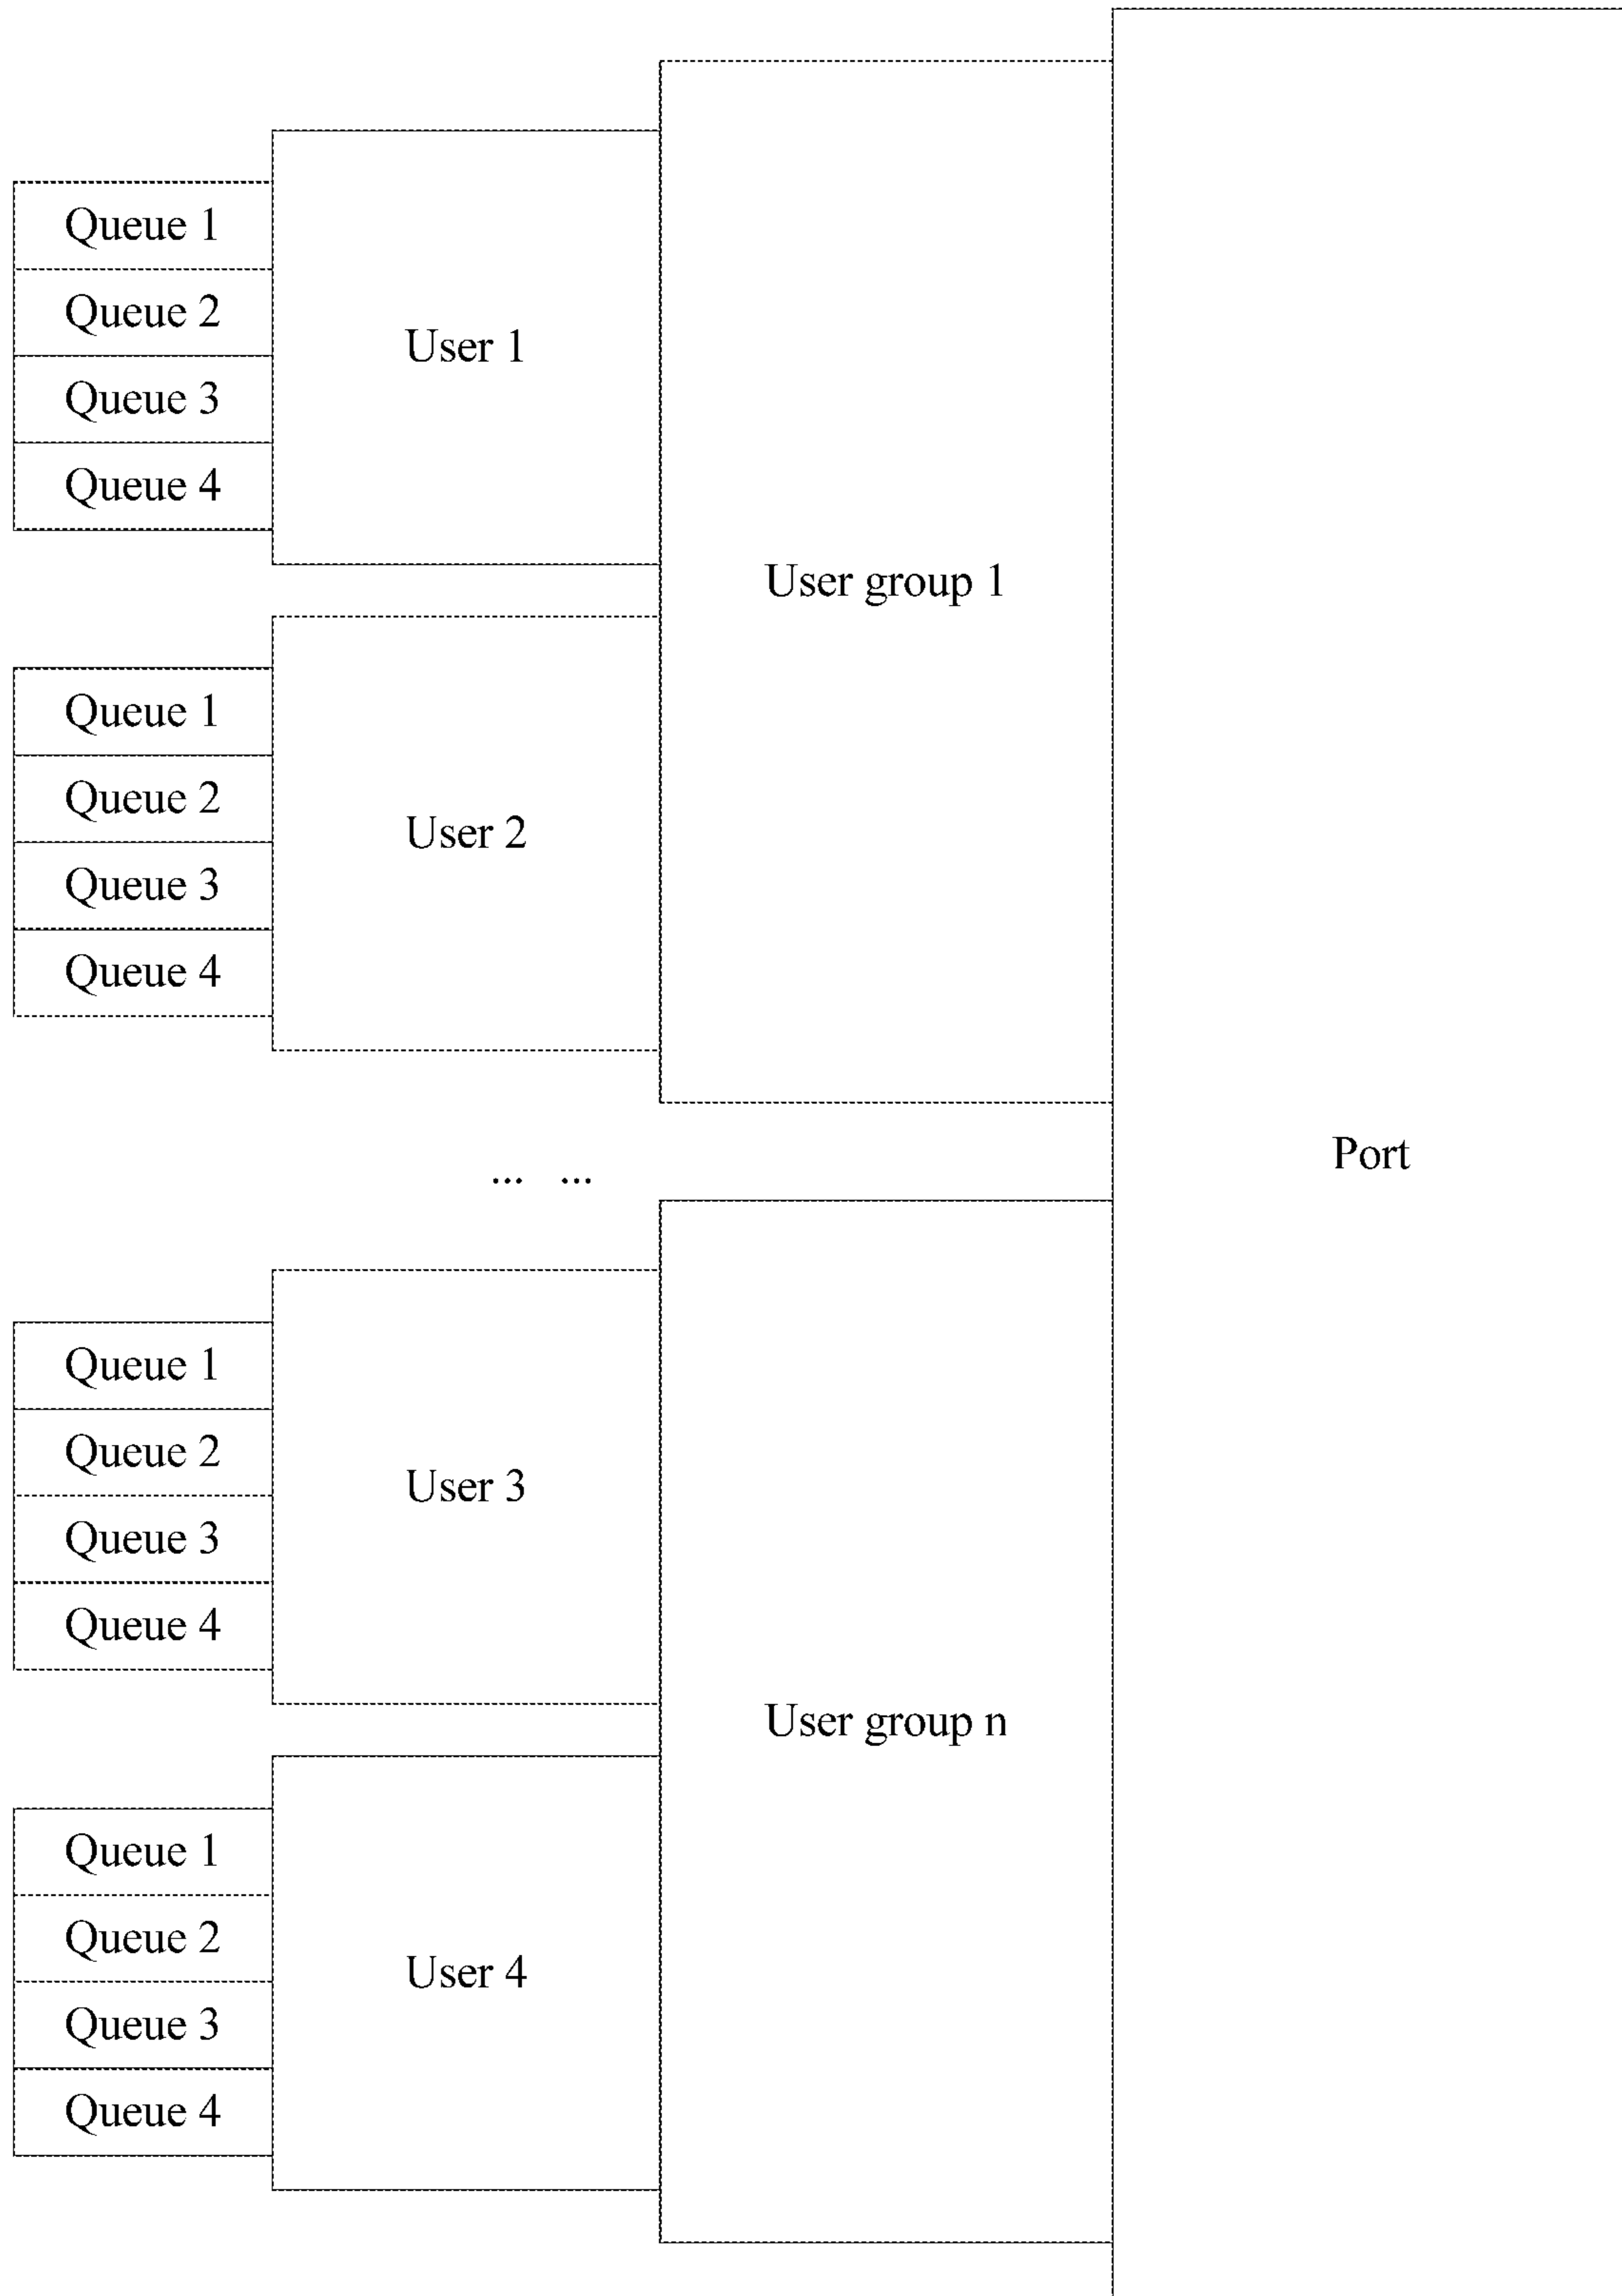 Queue 1
Queue 2
Queue 3
Queue 4
User 1
User group 1
Queue 1
Queue 2
Queue 3
Queue 4
User 2
Port
... ...
Queue 1
Queue 2
Queue 3
Queue 4
User 3
User group n
Queue 1
Queue 2
Queue 3
Queue 4
User 4